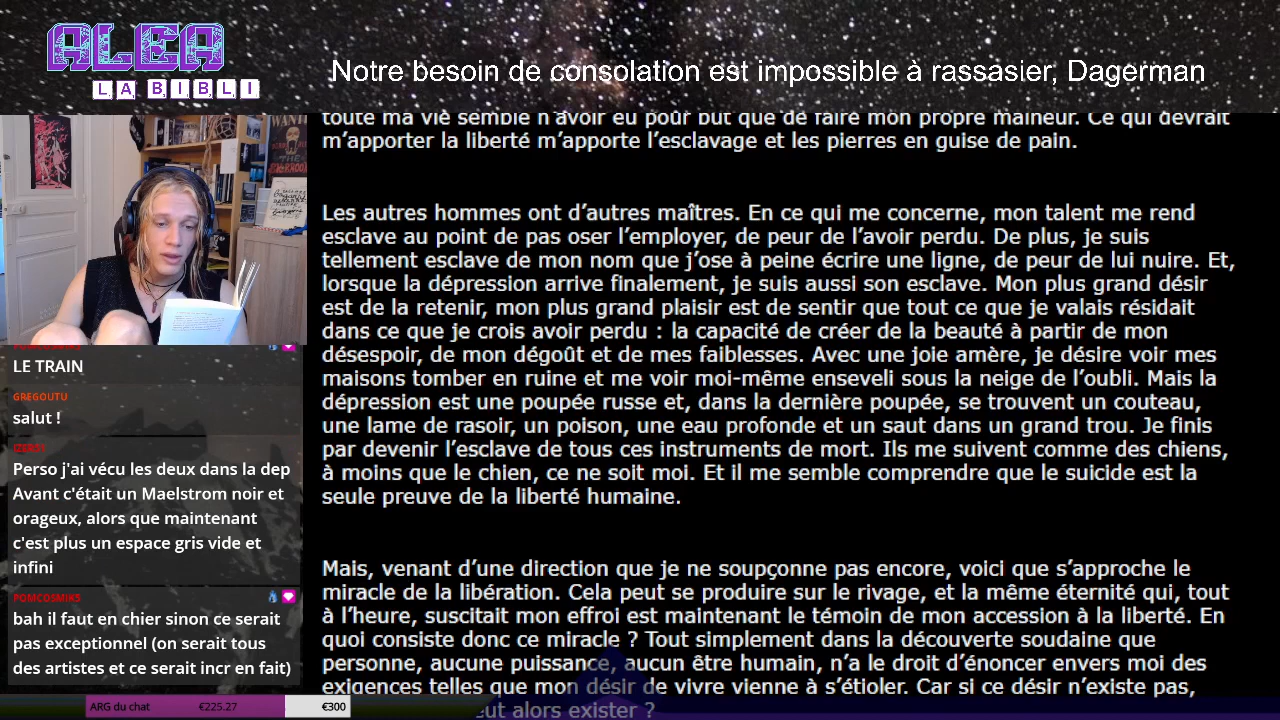 ALEA
LA BIBLI
Notre besoin de consolation est impossible à rassasier, Dagerman
WANTED
toute ma vie semble n'avoir eu pour but que de faire mon propre malheur. Ce qui devrait
m’apporter la liberté m’apporte l’esclavage et les pierres en guise de pain.
Les autres hommes ont d’autres maîtres. En ce qui me concerne, mon talent me rend
esclave au point de pas oser l’employer, de peur de l’avoir perdu. De plus, je suis
tellement esclave de mon nom que j’ose à peine écrire une ligne, de peur de lui nuire. Et,
lorsque la dépression arrive finalement, je suis aussi son esclave. Mon plus grand désir
est de la retenir, mon plus grand plaisir est de sentir que tout ce que je valais résidait
dans ce que je crois avoir perdu : la capacité de créer de la beauté à partir de mon
désespoir, de mon dégoût et de mes faiblesses. Avec une joie amère, je désire voir mes
maisons tomber en ruine et me voir moi-même enseveli sous la neige de l’oubli. Mais la
dépression est une poupée russe et, dans la dernière poupée, se trouvent un couteau,
une lame de rasoir, un poison, une eau profonde et un saut dans un grand trou. Je finis
par devenir l’esclave de tous ces instruments de mort. Ils me suivent comme des chiens,
à moins que le chien, ce ne soit moi. Et il me semble comprendre que le suicide est la
seule preuve de la liberté humaine.
Mais, venant d’une direction que je ne soupçonne pas encore, voici que s’approche le
miracle de la libération. Cela peut se produire sur le rivage, et la même éternité qui, tout
à l’heure, suscitait mon effroi est maintenant le témoin de mon accession à la liberté. En
quoi consiste donc ce miracle ? Tout simplement dans la découverte soudaine que
personne, aucune puissance, aucun être humain, n’a le droit d’énoncer envers moi des
exigences telles que mon désir de vivre vienne à s’étioler. Car si ce désir n’existe pas,
alors exister ?
LE TRAIN
GREGOUTU
salut !
Perso j'ai vécu les deux dans la dep
Avant c'était un Maelstrom noir et
orageux, alors que maintenant
c'est plus un espace gris vide et
infini
POMCOSMIKS
bah il faut en chier sinon ce serait
pas exceptionnel (on serait tous
des artistes et ce serait incr en fait)
ARG du chat €225.27 €300